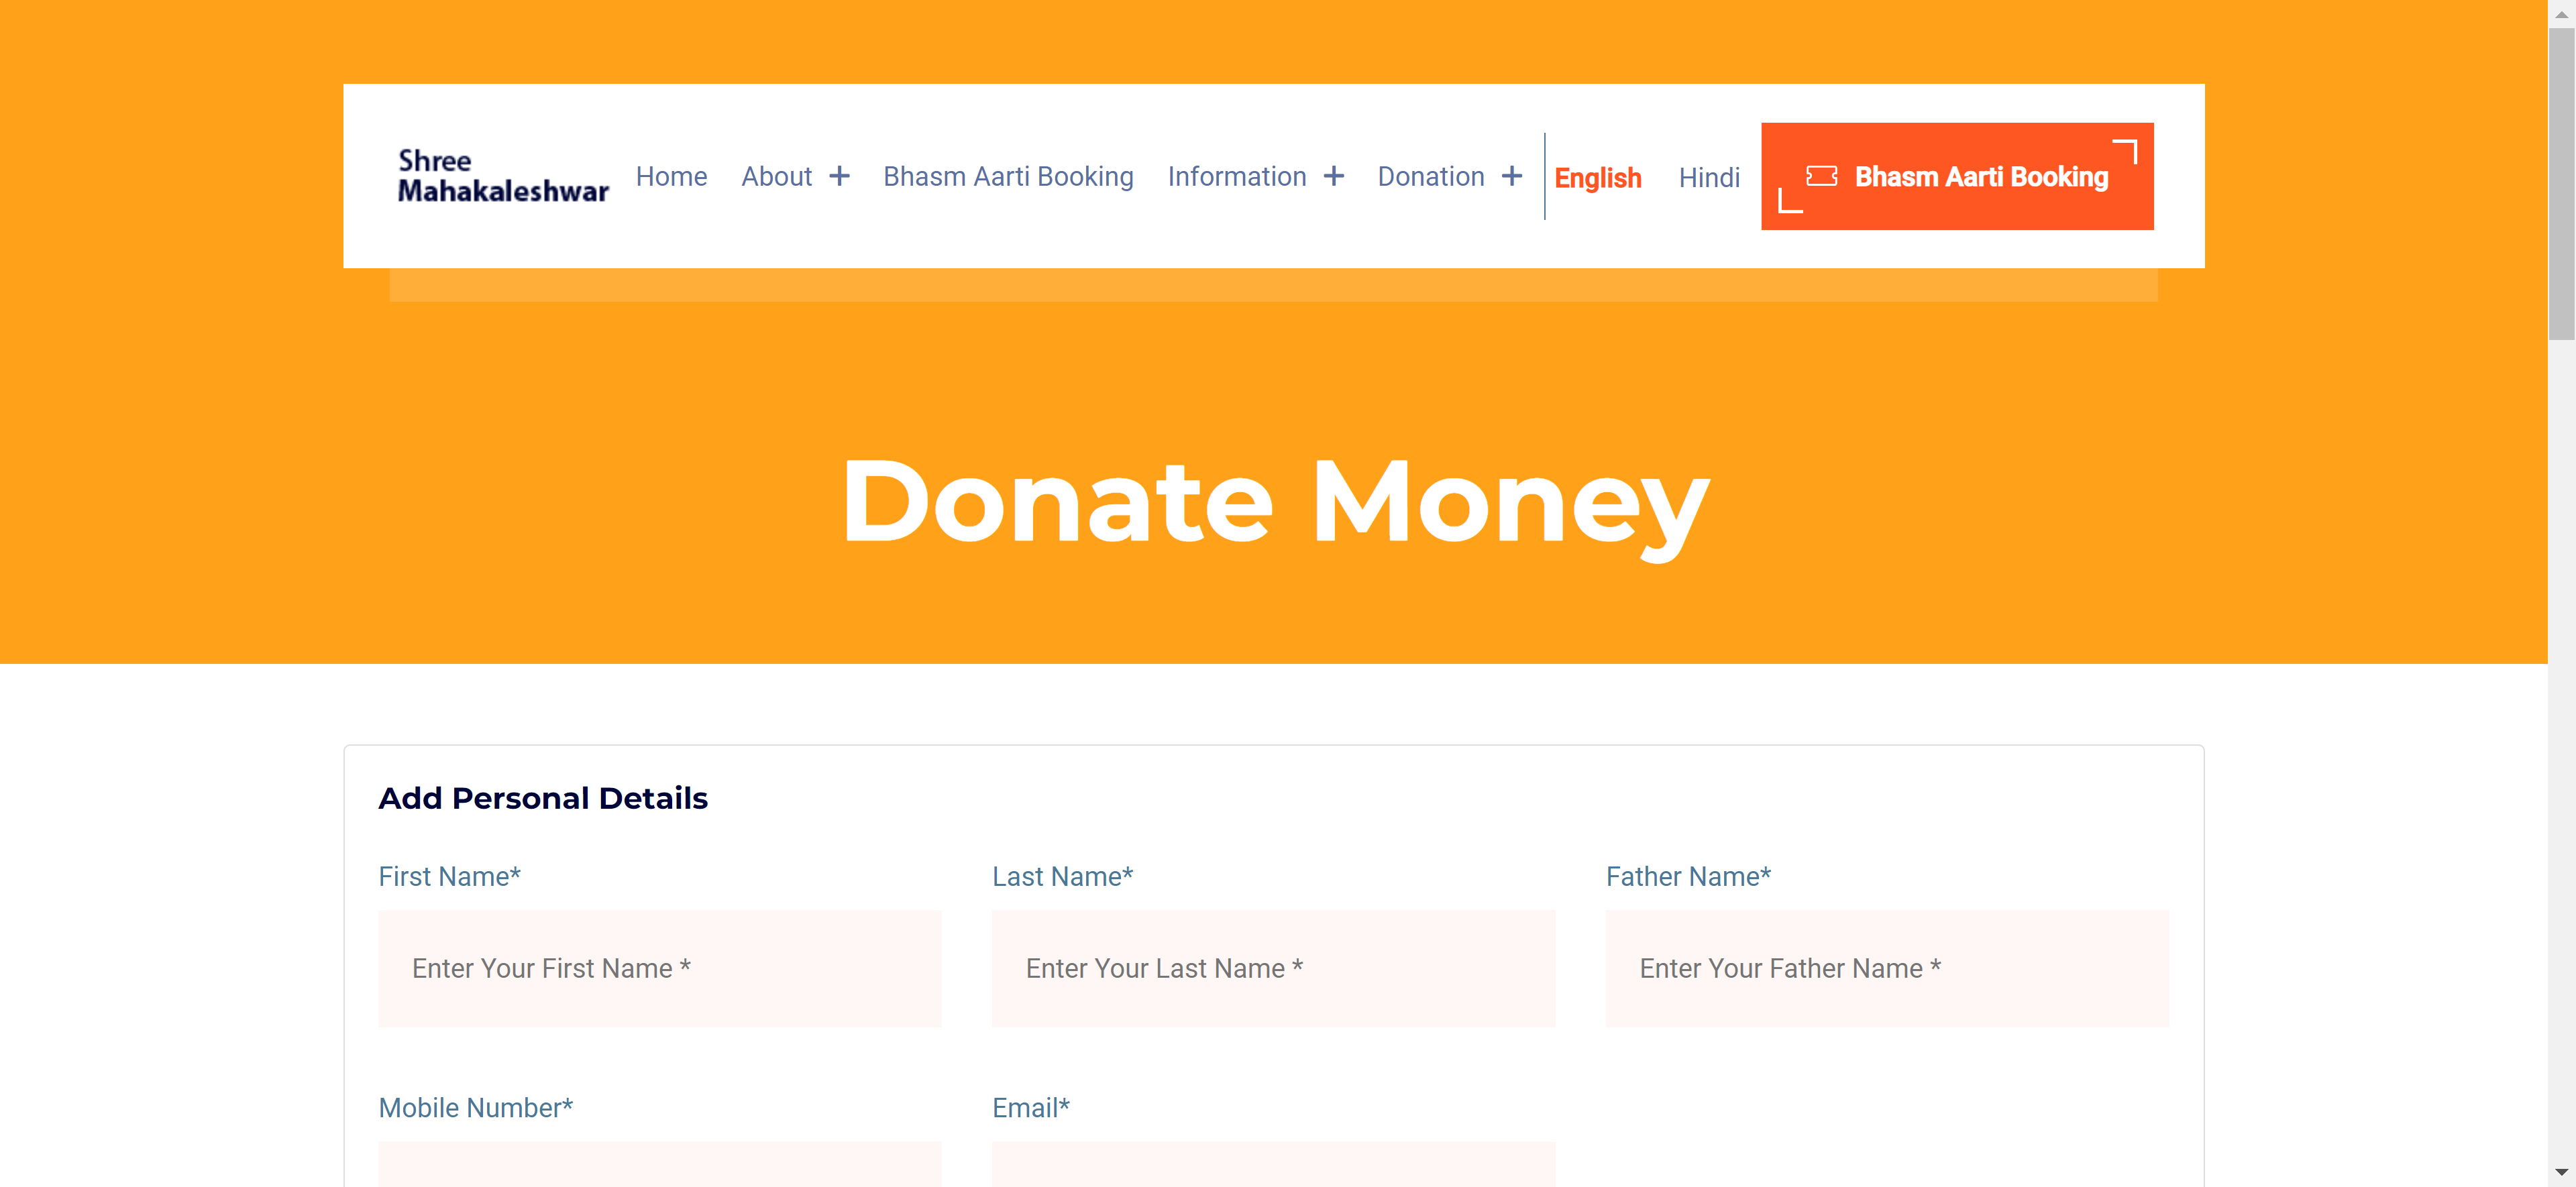 Shree
Mahakaleshwar
Home About + Bhasm Aarti Booking Information + Donation + English Hindi Bhasm Aarti Booking
Donate Money
Add Personal Details
First Name* Last Name* Father Name*
Enter Your First Name * Enter Your Last Name * Enter Your Father Name *
Mobile Number* Email*